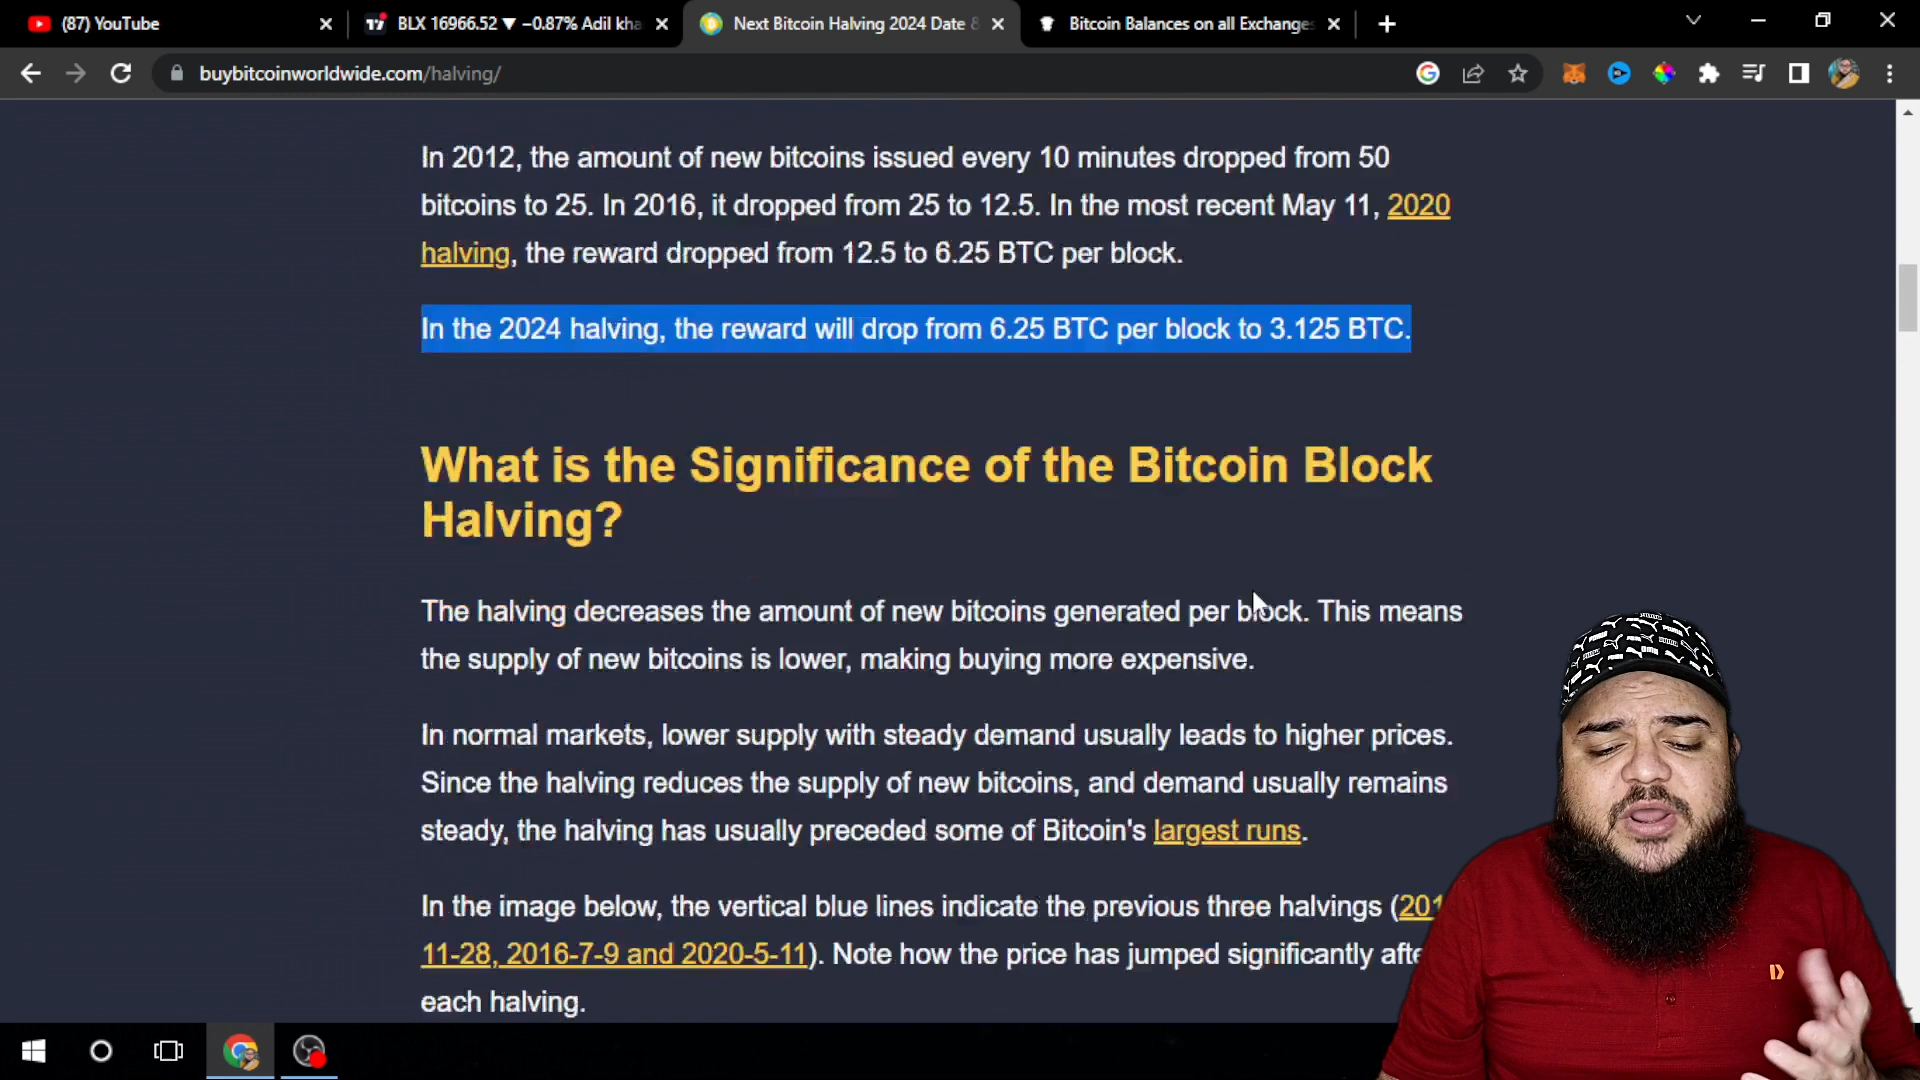 (87) YouTube
BLX 16966.52 ▼ −0.87% Adil kha
Next Bitcoin Halving 2024 Date &
Bitcoin Balances on all Exchanges
buybitcoinworldwide.com/halving/
In 2012, the amount of new bitcoins issued every 10 minutes dropped from 50
bitcoins to 25. In 2016, it dropped from 25 to 12.5. In the most recent May 11, 2020
halving, the reward dropped from 12.5 to 6.25 BTC per block.
In the 2024 halving, the reward will drop from 6.25 BTC per block to 3.125 BTC.
What is the Significance of the Bitcoin Block
Halving?
The halving decreases the amount of new bitcoins generated per block. This means
the supply of new bitcoins is lower, making buying more expensive.
In normal markets, lower supply with steady demand usually leads to higher prices.
Since the halving reduces the supply of new bitcoins, and demand usually remains
steady, the halving has usually preceded some of Bitcoin's largest runs.
In the image below, the vertical blue lines indicate the previous three halvings (201
11-28, 2016-7-9 and 2020-5-11). Note how the price has jumped significantly afte
each halving.